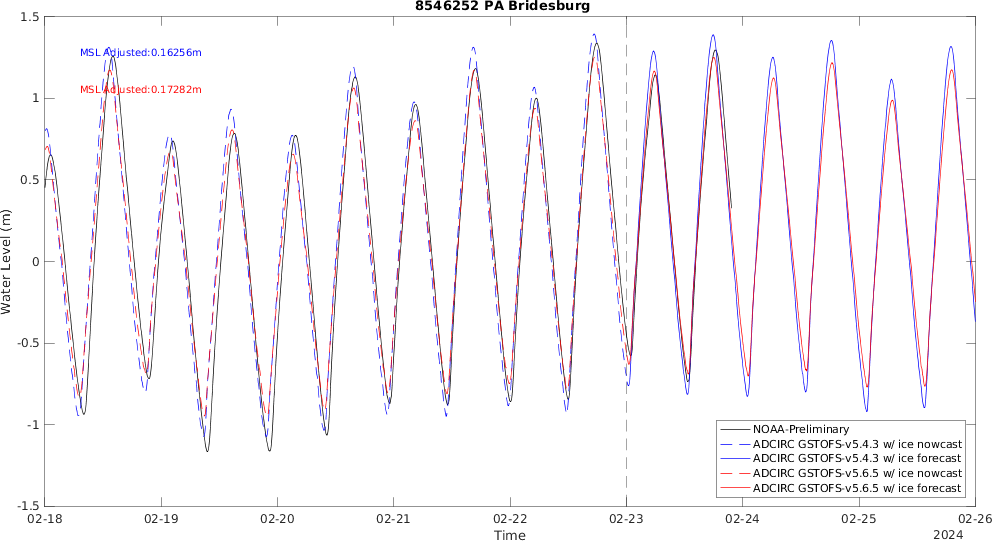 8546252 PA Bridesburg
1.5
MSL Adjusted:0.16256m
MSL Adjusted:0.17282m
1
0.5
0
-0.5
-1
-1.5
Water Level (m)
NOAA-Preliminary
ADCIRC GSTOFS-v5.4.3 w/ ice nowcast
ADCIRC GSTOFS-v5.4.3 w/ ice forecast
ADCIRC GSTOFS-v5.6.5 w/ ice nowcast
ADCIRC GSTOFS-v5.6.5 w/ ice forecast
02-18 02-19 02-20 02-21 02-22 02-23 02-24 02-25 02-26
Time
2024